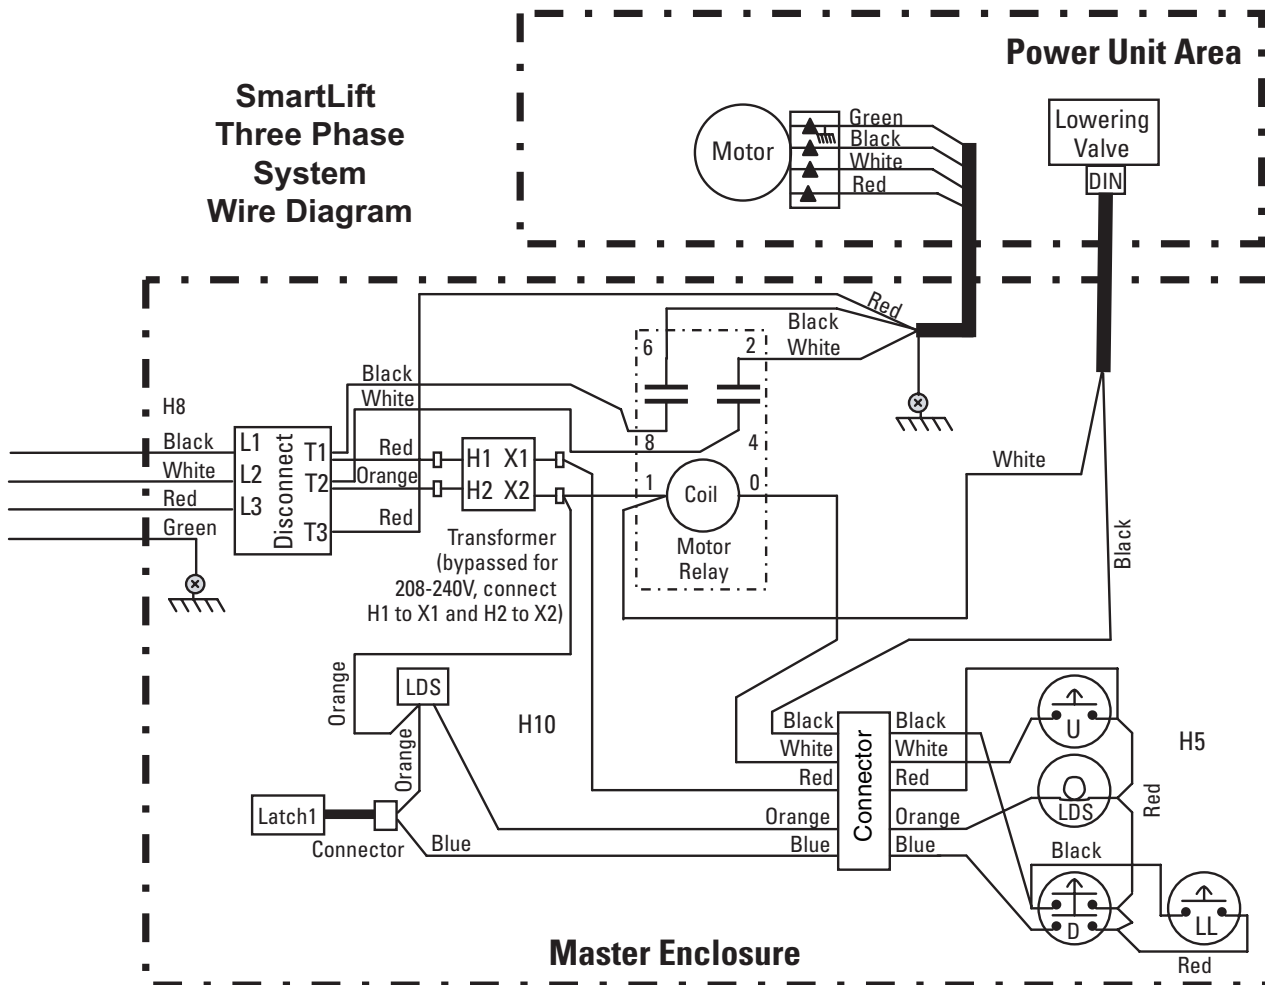 Power Unit Area
SmartLift
Three Phase
System
Wire Diagram
Motor
Green
Black
White
Red
Lowering
Valve
DIN
Red
Black
White
6
2
Black
White
H8
Black
White
Red
Green
L1
L2
L3
Disconnect
T1
T2
T3
Red
Orange
Red
H1 X1
H2 X2
8
4
1
0
Coil
Motor
Relay
White
Black
Transformer
(bypassed for
208-240V, connect
H1 to X1 and H2 to X2)
Orange
LDS
Orange
H10
Latch1
Connector
Blue
Black
White
Red
Orange
Blue
Connector
Black
White
Red
Orange
Blue
U
H5
LDS
Red
Black
D
LL
Red
Master Enclosure